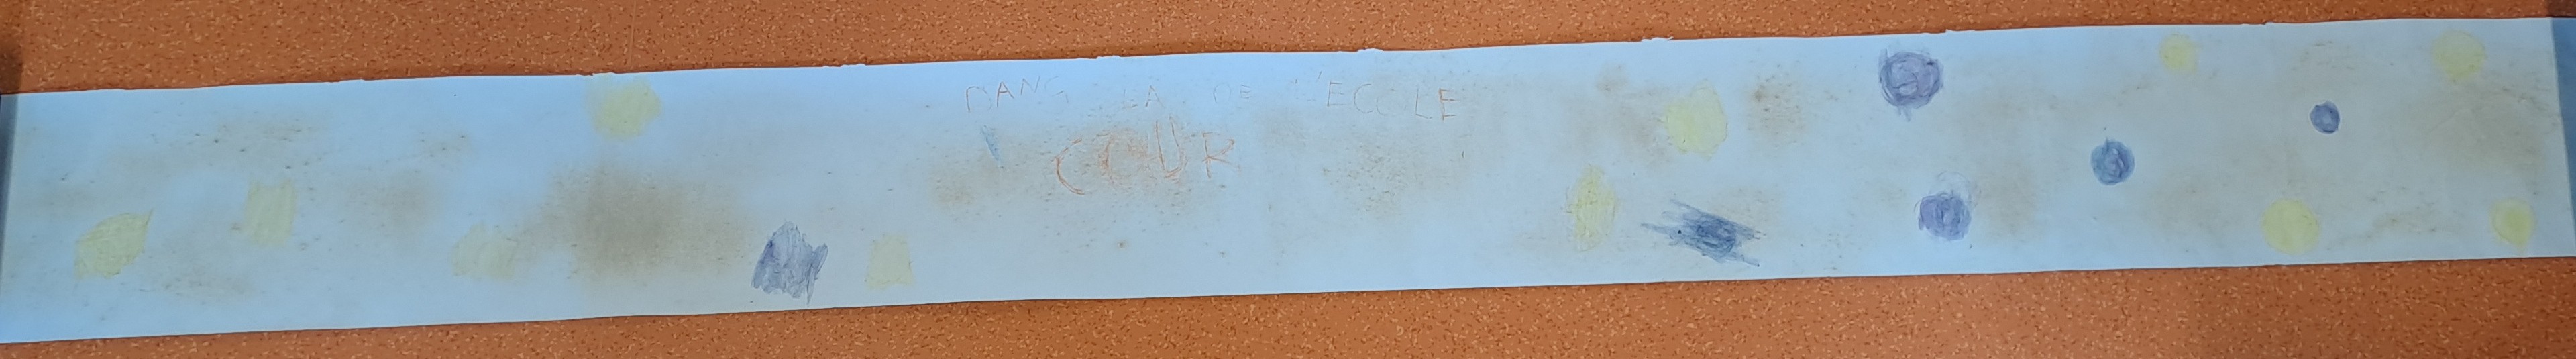 DANS LA DE L'ECOLE
COUR